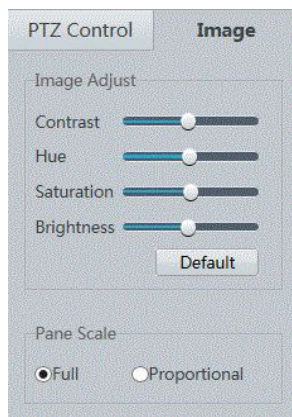 PTZ Control Image
Image Adjust
Contrast
Hue
Saturation
Brightness
Default
Pane Scale
Full Proportional